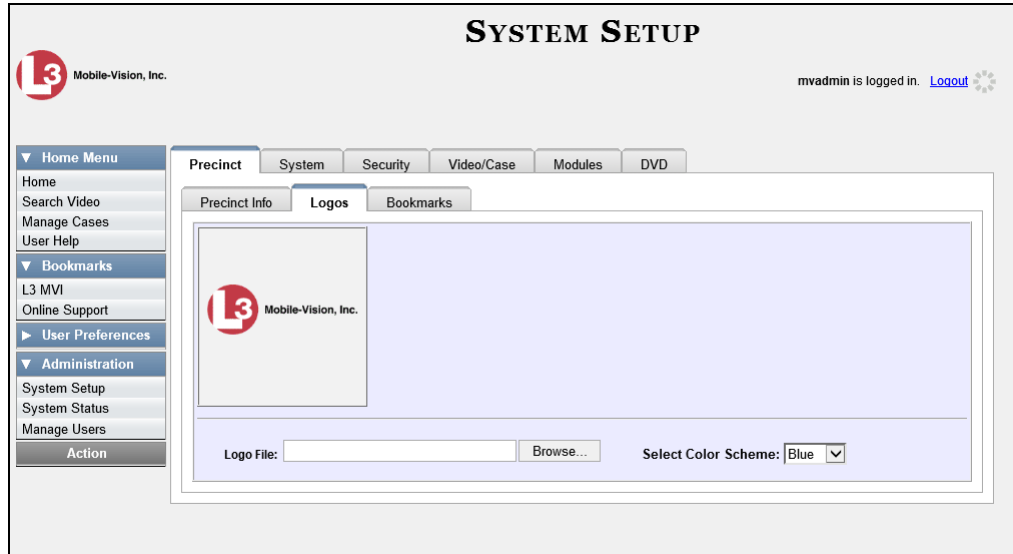 SYSTEM SETUP
L3 Mobile-Vision, Inc.
mvadmin is logged in. Logout
▼ Home Menu
Home
Search Video
Manage Cases
User Help
▼ Bookmarks
L3 MVI
Online Support
► User Preferences
▼ Administration
System Setup
System Status
Manage Users
Action
Precinct System Security Video/Case Modules DVD
Precinct Info Logos Bookmarks
L3 Mobile-Vision, Inc.
Logo File: Browse... Select Color Scheme: Blue